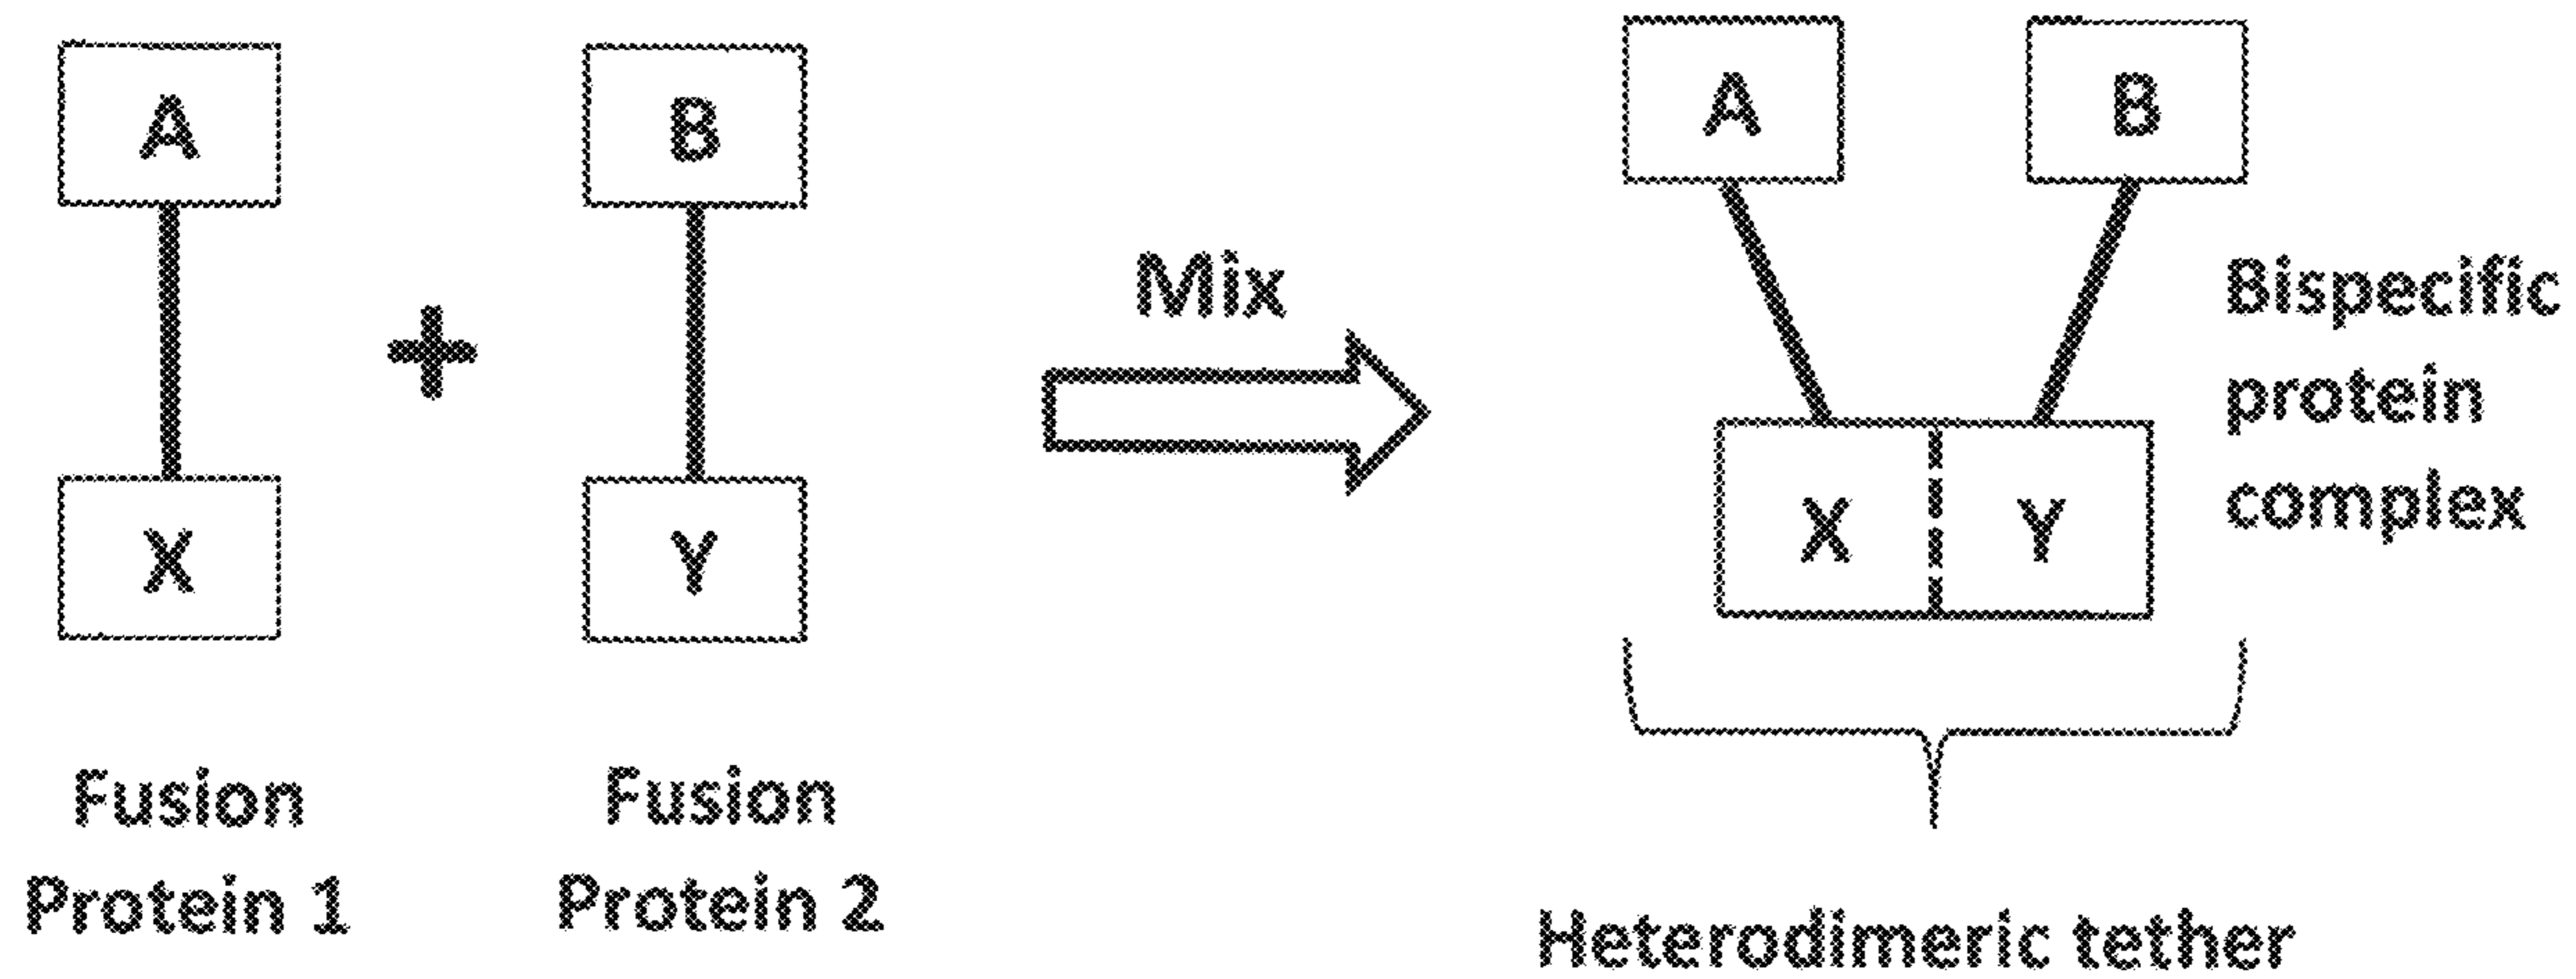 A
B
X
Y
+
Fusion
Protein 1
Fusion
Protein 2
Mix
A
B
X
Y
Bispecific
protein
complex
Heterodimeric tether